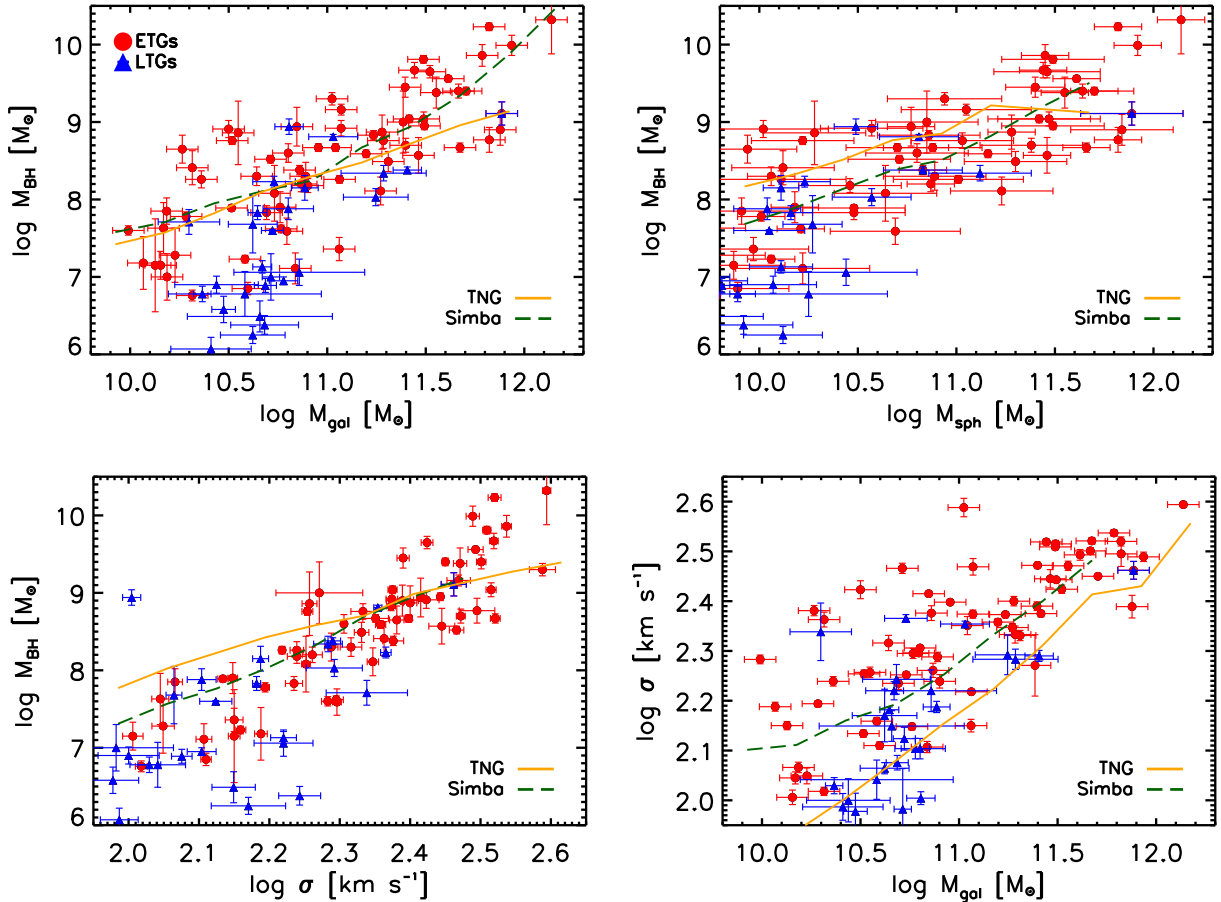 ETGs
LTGs
TNG
Simba
log M_BH [M_⊙]
10
9
8
7
6
10.0 10.5 11.0 11.5 12.0
log M_gal [M_⊙]
TNG
Simba
log M_BH [M_⊙]
10
9
8
7
6
10.0 10.5 11.0 11.5 12.0
log M_sph [M_⊙]
TNG
Simba
log M_BH [M_⊙]
10
9
8
7
6
2.0 2.1 2.2 2.3 2.4 2.5 2.6
log σ [km s⁻¹]
TNG
Simba
log σ [km s⁻¹]
2.6
2.5
2.4
2.3
2.2
2.1
2.0
10.0 10.5 11.0 11.5 12.0
log M_gal [M_⊙]